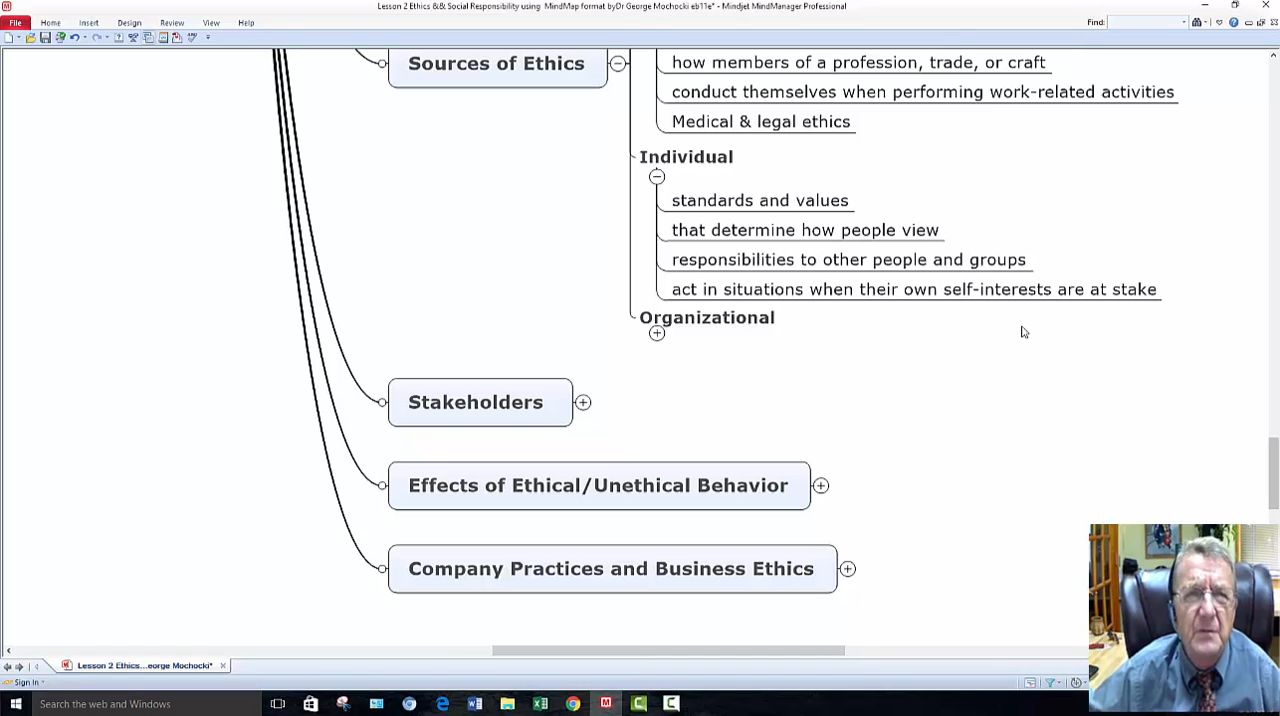 Lesson 2 Ethics && Social Responsibility using MindMap format byDr George Mochocki eb11e* - Mindjet MindManager Professional
File Home Insert Design Review View Help Find:
Sources of Ethics
how members of a profession, trade, or craft
conduct themselves when performing work-related activities
Medical & legal ethics
Individual
standards and values
that determine how people view
responsibilities to other people and groups
act in situations when their own self-interests are at stake
Organizational
Stakeholders
Effects of Ethical/Unethical Behavior
Company Practices and Business Ethics
Lesson 2 Ethics...eorge Mochocki*
Sign In
Search the web and Windows